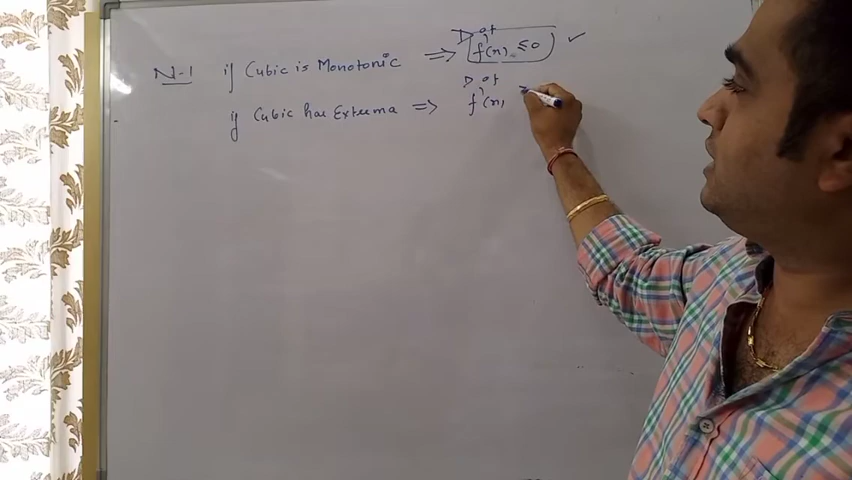 N-1 if Cubic is Monotonic ⇒ D of f'(x) ≤ 0 ✓
if Cubic has Extrema ⇒ D of f'(x)